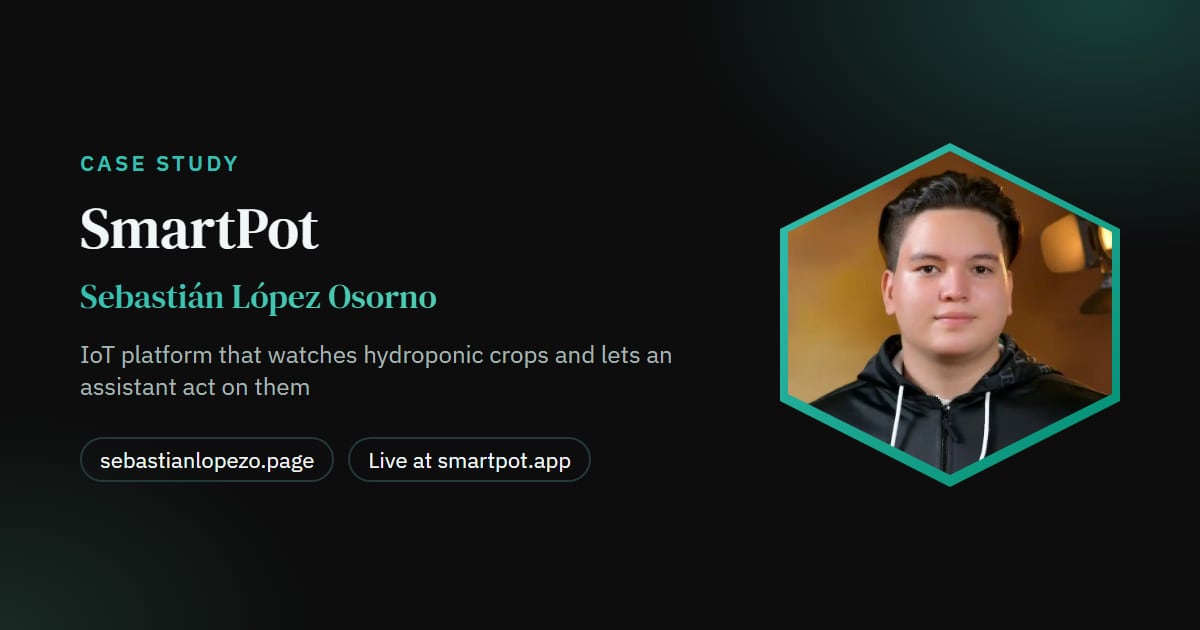 CASE STUDY
SmartPot
Sebastián López Osorno
IoT platform that watches hydroponic crops and lets an
assistant act on them
sebastianlopezo.page
Live at smartpot.app